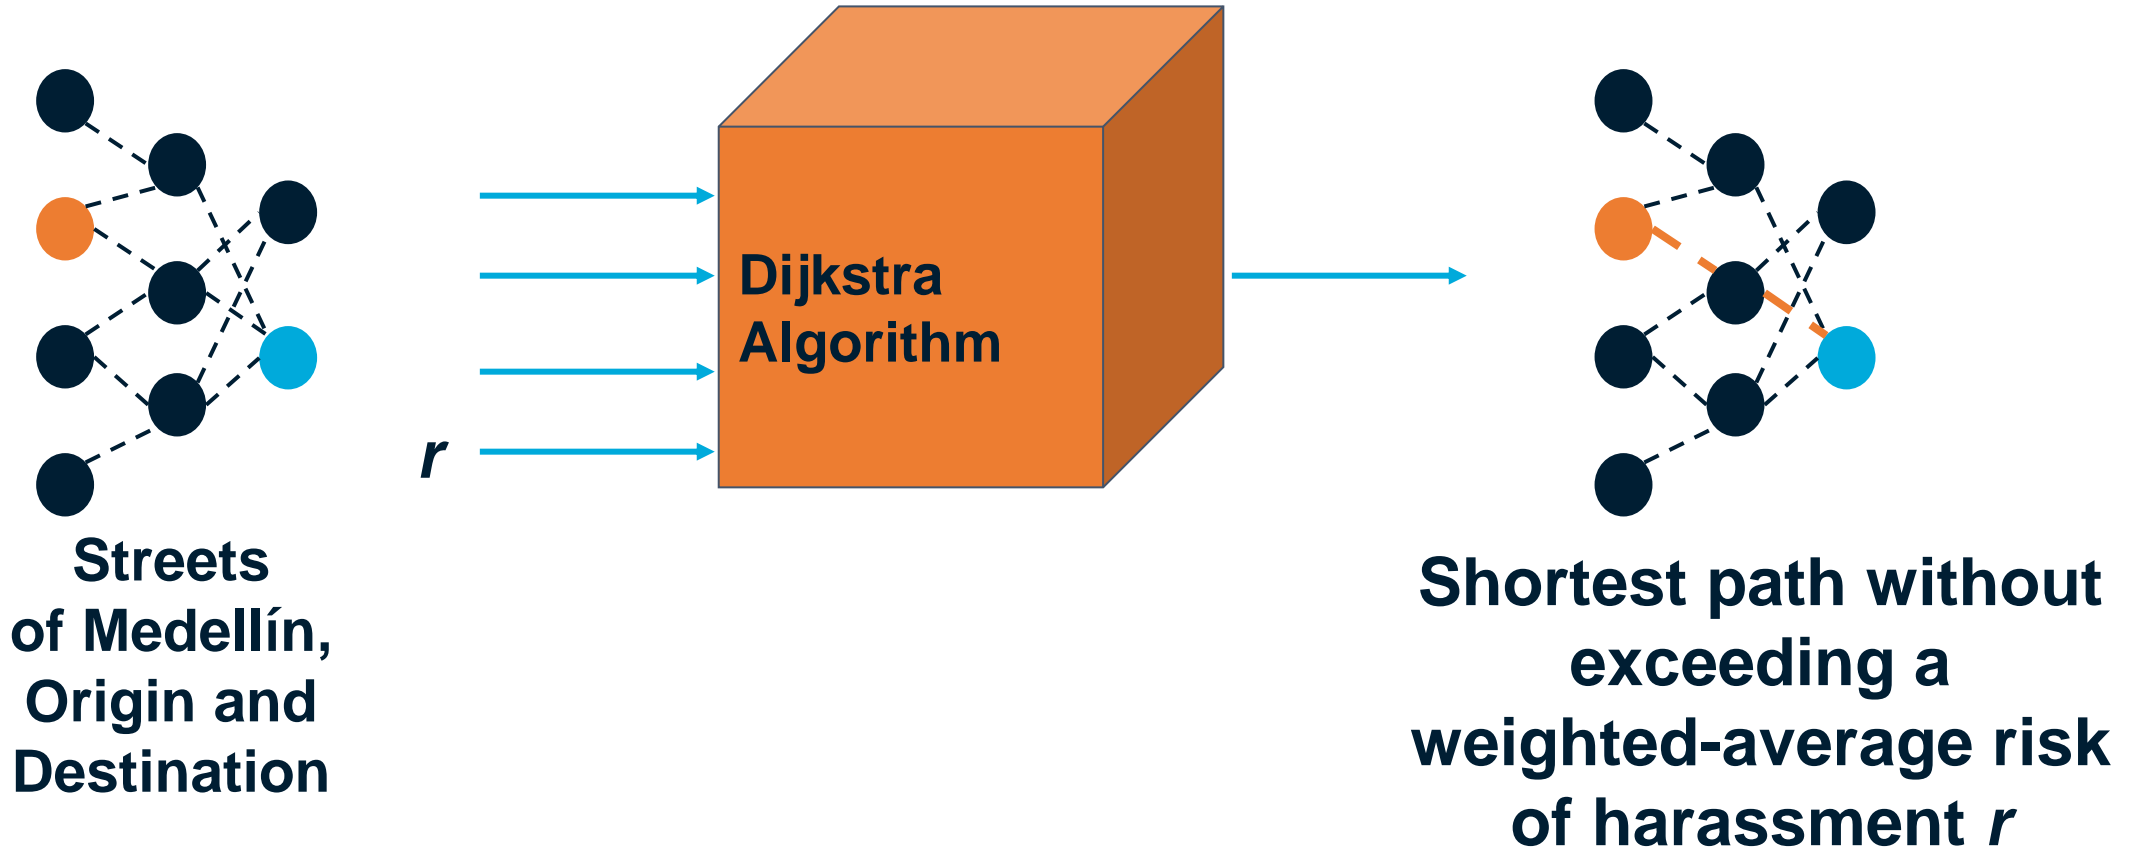 Dijkstra
Algorithm
r
Streets
of Medellín,
Origin and
Destination
Shortest path without
exceeding a
weighted-average risk
of harassment r